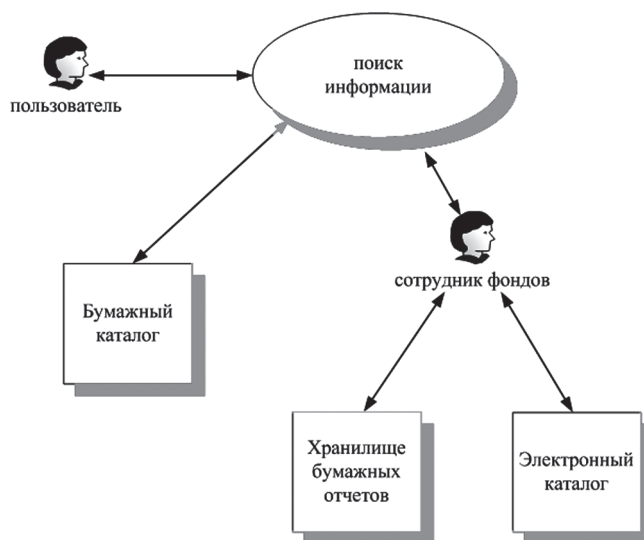 поиск
информации
пользователь
сотрудник фондов
Бумажный
каталог
Хранилище
бумажных
отчетов
Электронный
каталог